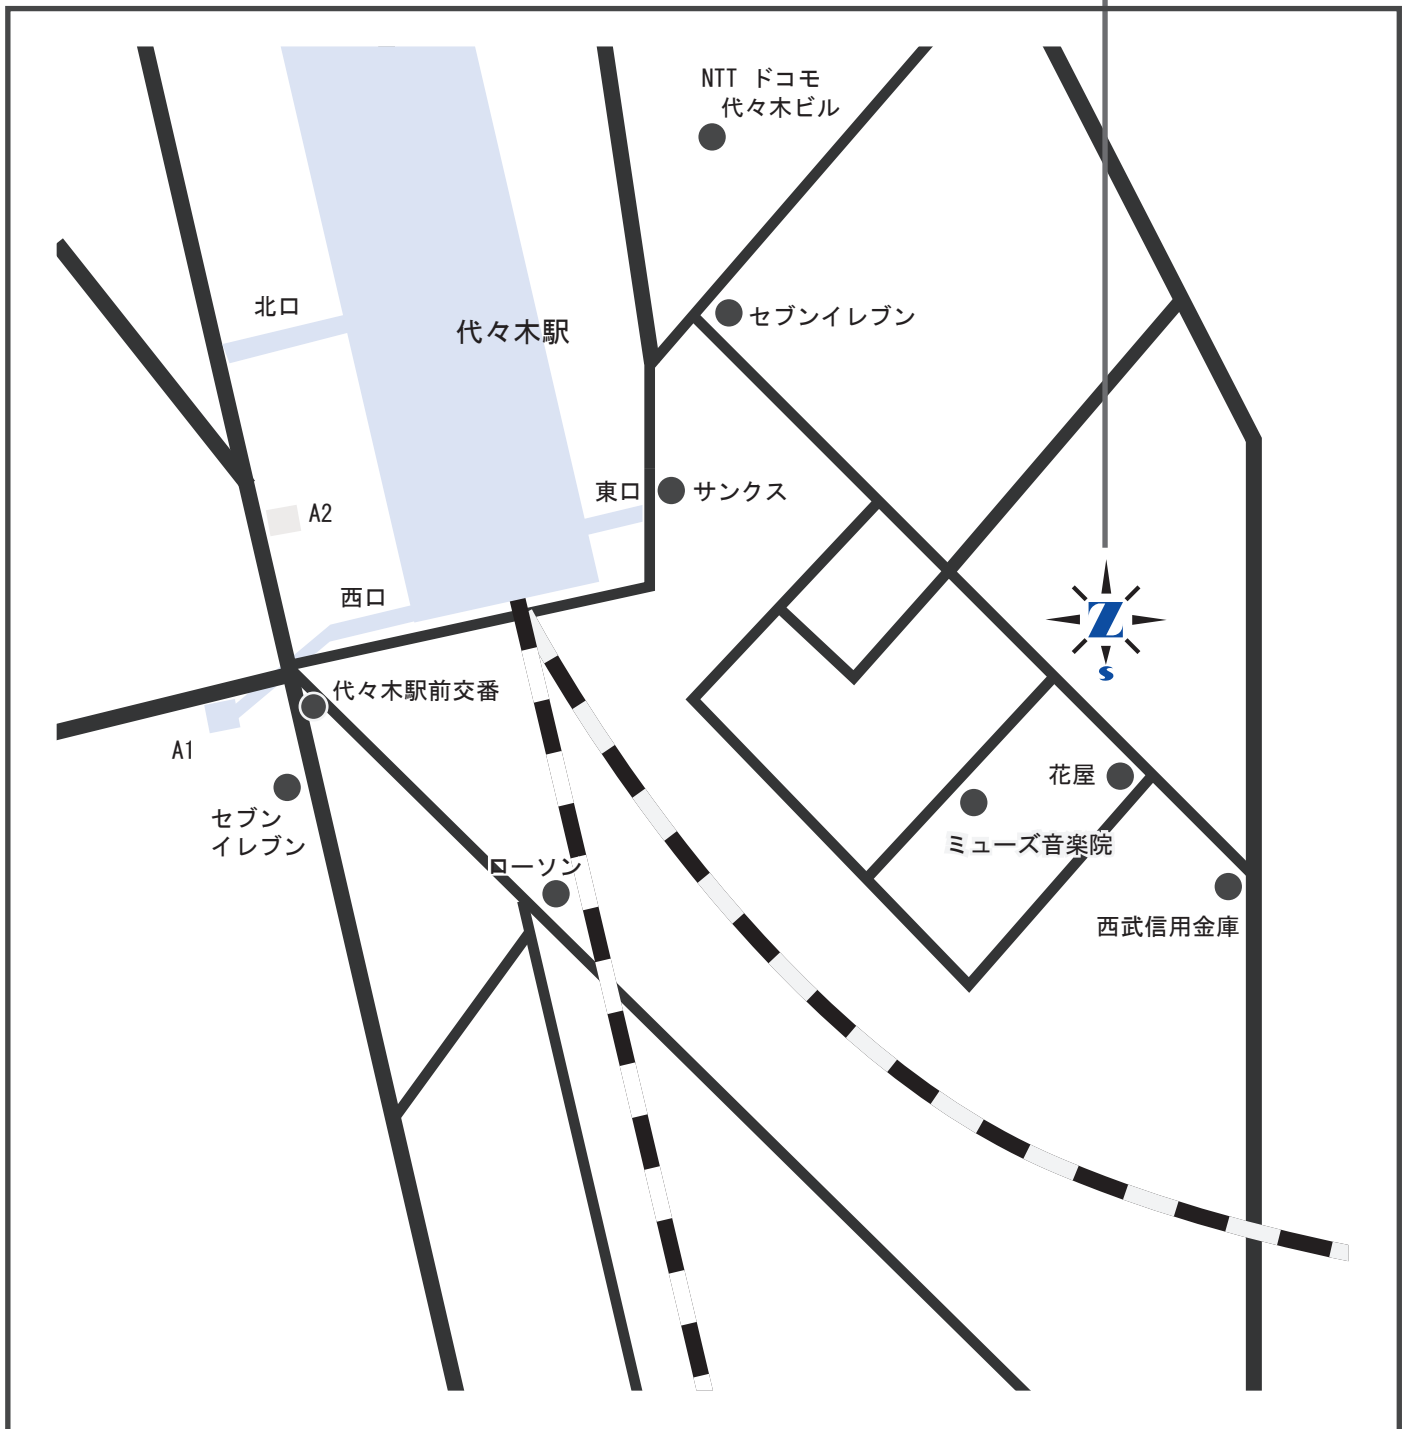 NTT ドコモ
代々木ビル
北口
代々木駅
セブンイレブン
東口
サンクス
A2
西口
Z
S
代々木駅前交番
A1
セブン
イレブン
花屋
ミューズ音楽院
ローソン
西武信用金庫